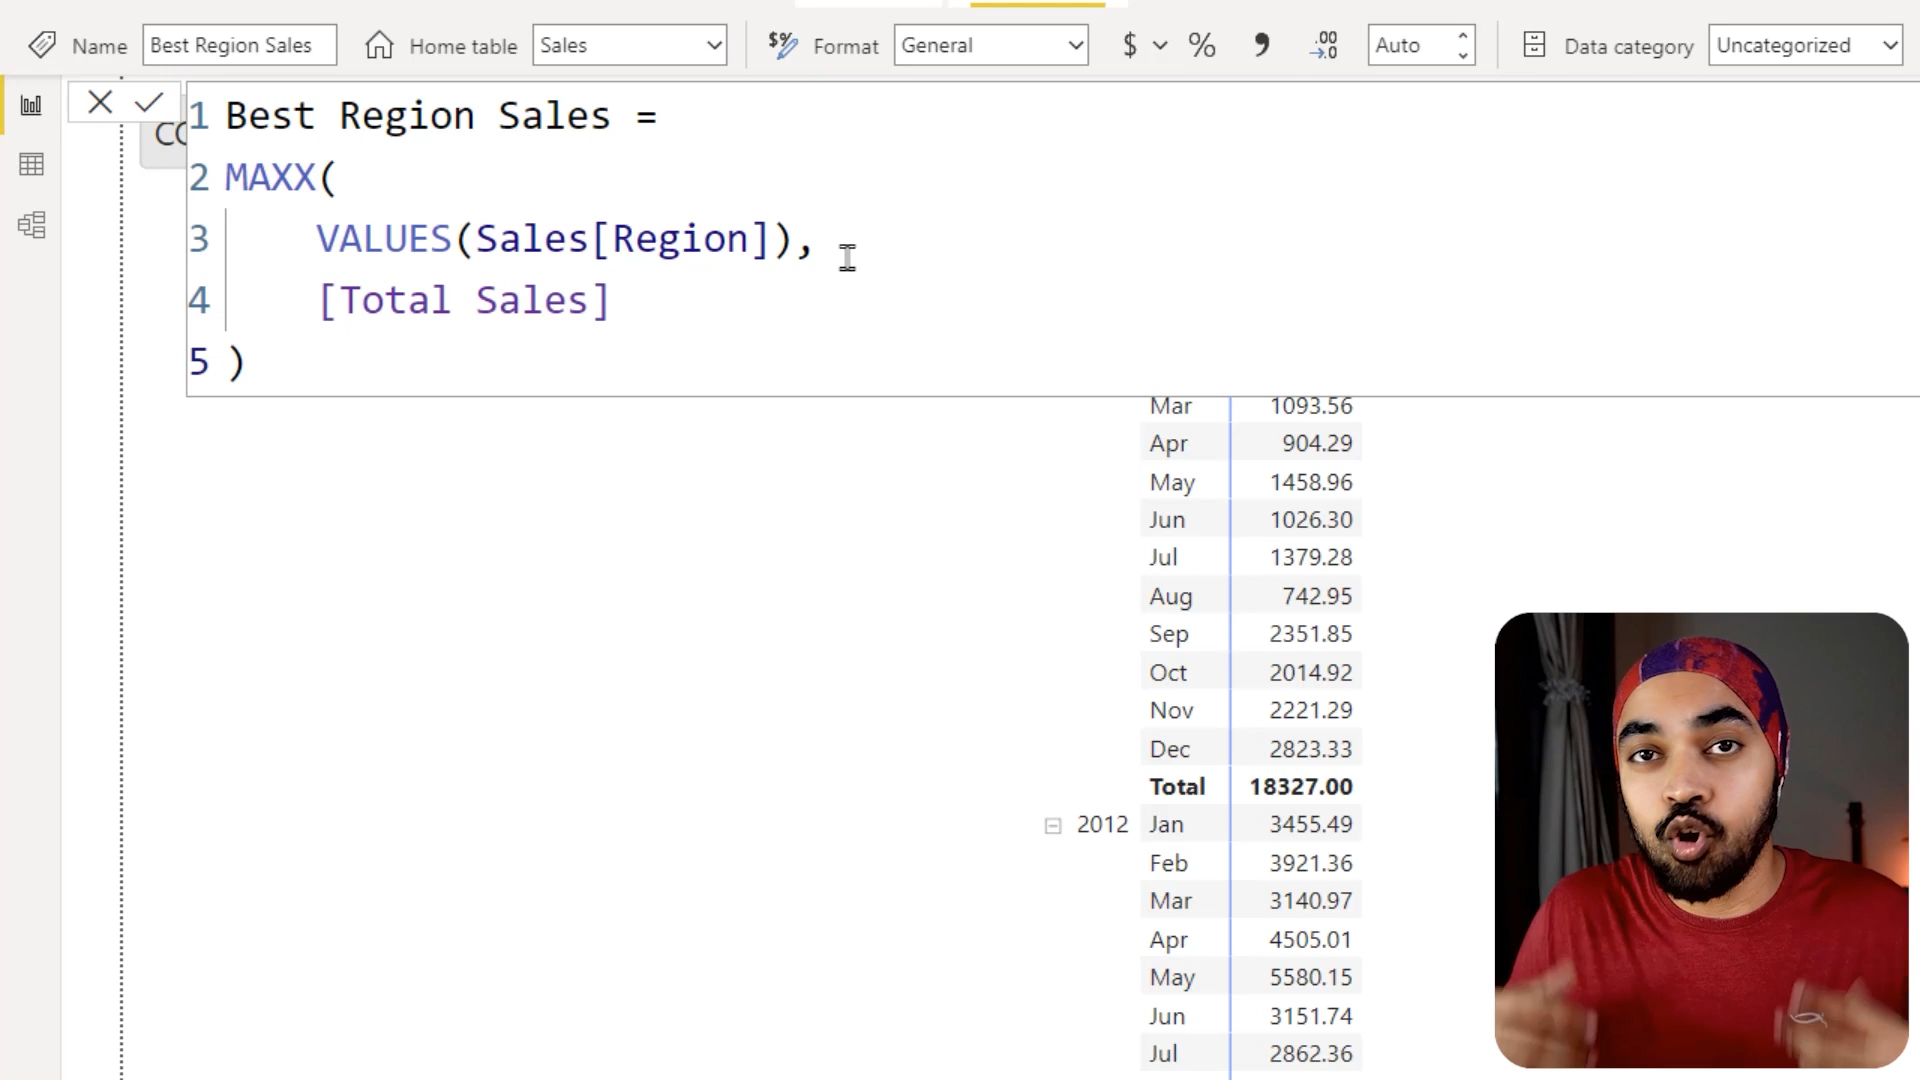 Name Best Region Sales Home table Sales Format General $ % , .00 →.0 Auto Data category Uncategorized
1 Best Region Sales =
2 MAXX(
3 VALUES(Sales[Region]),
4 [Total Sales]
5 )
Mar 1093.56
Apr 904.29
May 1458.96
Jun 1026.30
Jul 1379.28
Aug 742.95
Sep 2351.85
Oct 2014.92
Nov 2221.29
Dec 2823.33
Total 18327.00
2012 Jan 3455.49
Feb 3921.36
Mar 3140.97
Apr 4505.01
May 5580.15
Jun 3151.74
Jul 2862.36